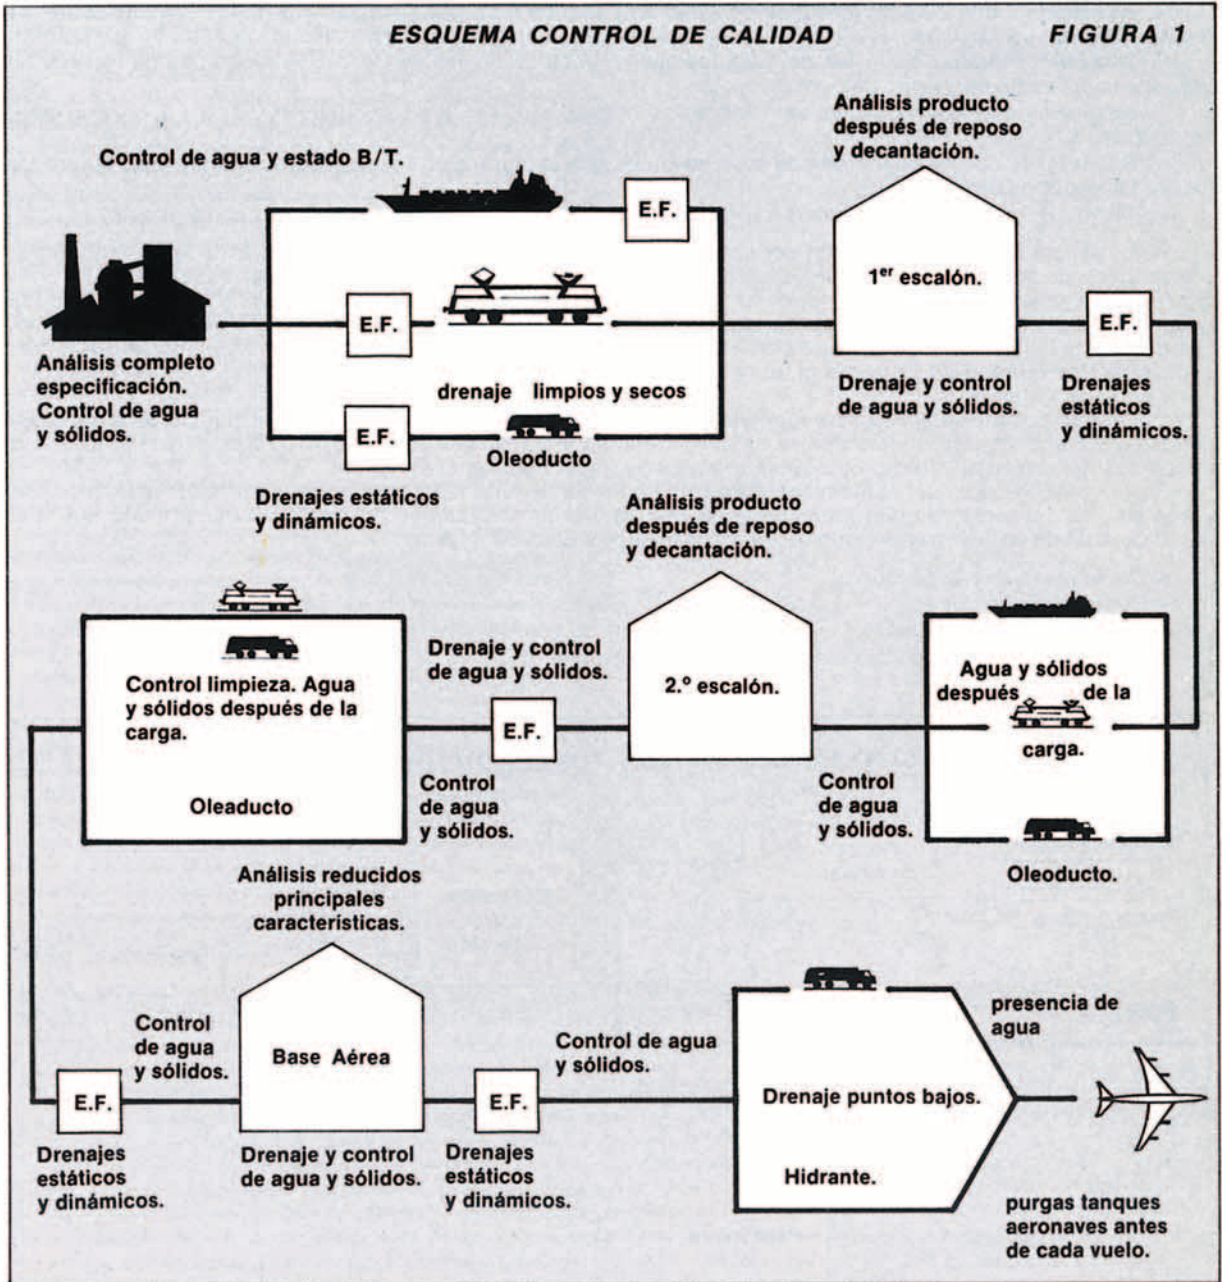 ESQUEMA CONTROL DE CALIDAD
FIGURA 1
Control de agua y estado B/T.
Análisis producto
después de reposo
y decantación.
E.F.
1er escalón.
E.F.
E.F.
Análisis completo
especificación.
Control de agua
y sólidos.
drenaje limpios y secos
Drenaje y control
de agua y sólidos.
Drenajes
estáticos
y dinámicos.
E.F.
Oleoducto
Drenajes estáticos
y dinámicos.
Análisis producto
después de reposo
y decantación.
Control limpieza. Agua
y sólidos después de la
carga.
Oleaducto
Drenaje y control
de agua y sólidos.
E.F.
Control
de agua
y sólidos.
2.º escalón.
Agua y sólidos
después de la
carga.
Control
de agua
y sólidos.
Oleoducto.
Análisis reducidos
principales
características.
Control
de agua
y sólidos.
Base Aérea
Control de agua
y sólidos.
presencia de
agua
E.F.
E.F.
Drenaje puntos bajos.
Drenajes
estáticos
y dinámicos.
Drenaje y control
de agua y sólidos.
Drenajes
estáticos
y dinámicos.
Hidrante.
purgas tanques
aeronaves antes
de cada vuelo.